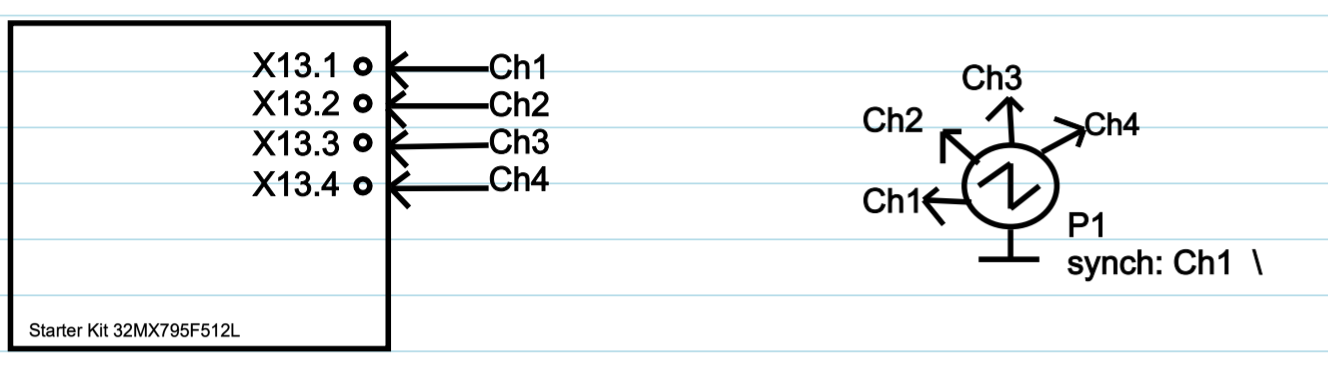 X13.1 Ch1
X13.2 Ch2
X13.3 Ch3
X13.4 Ch4
Starter Kit 32MX795F512L
Ch3
Ch2
Ch4
Ch1
P1
synch: Ch1 \